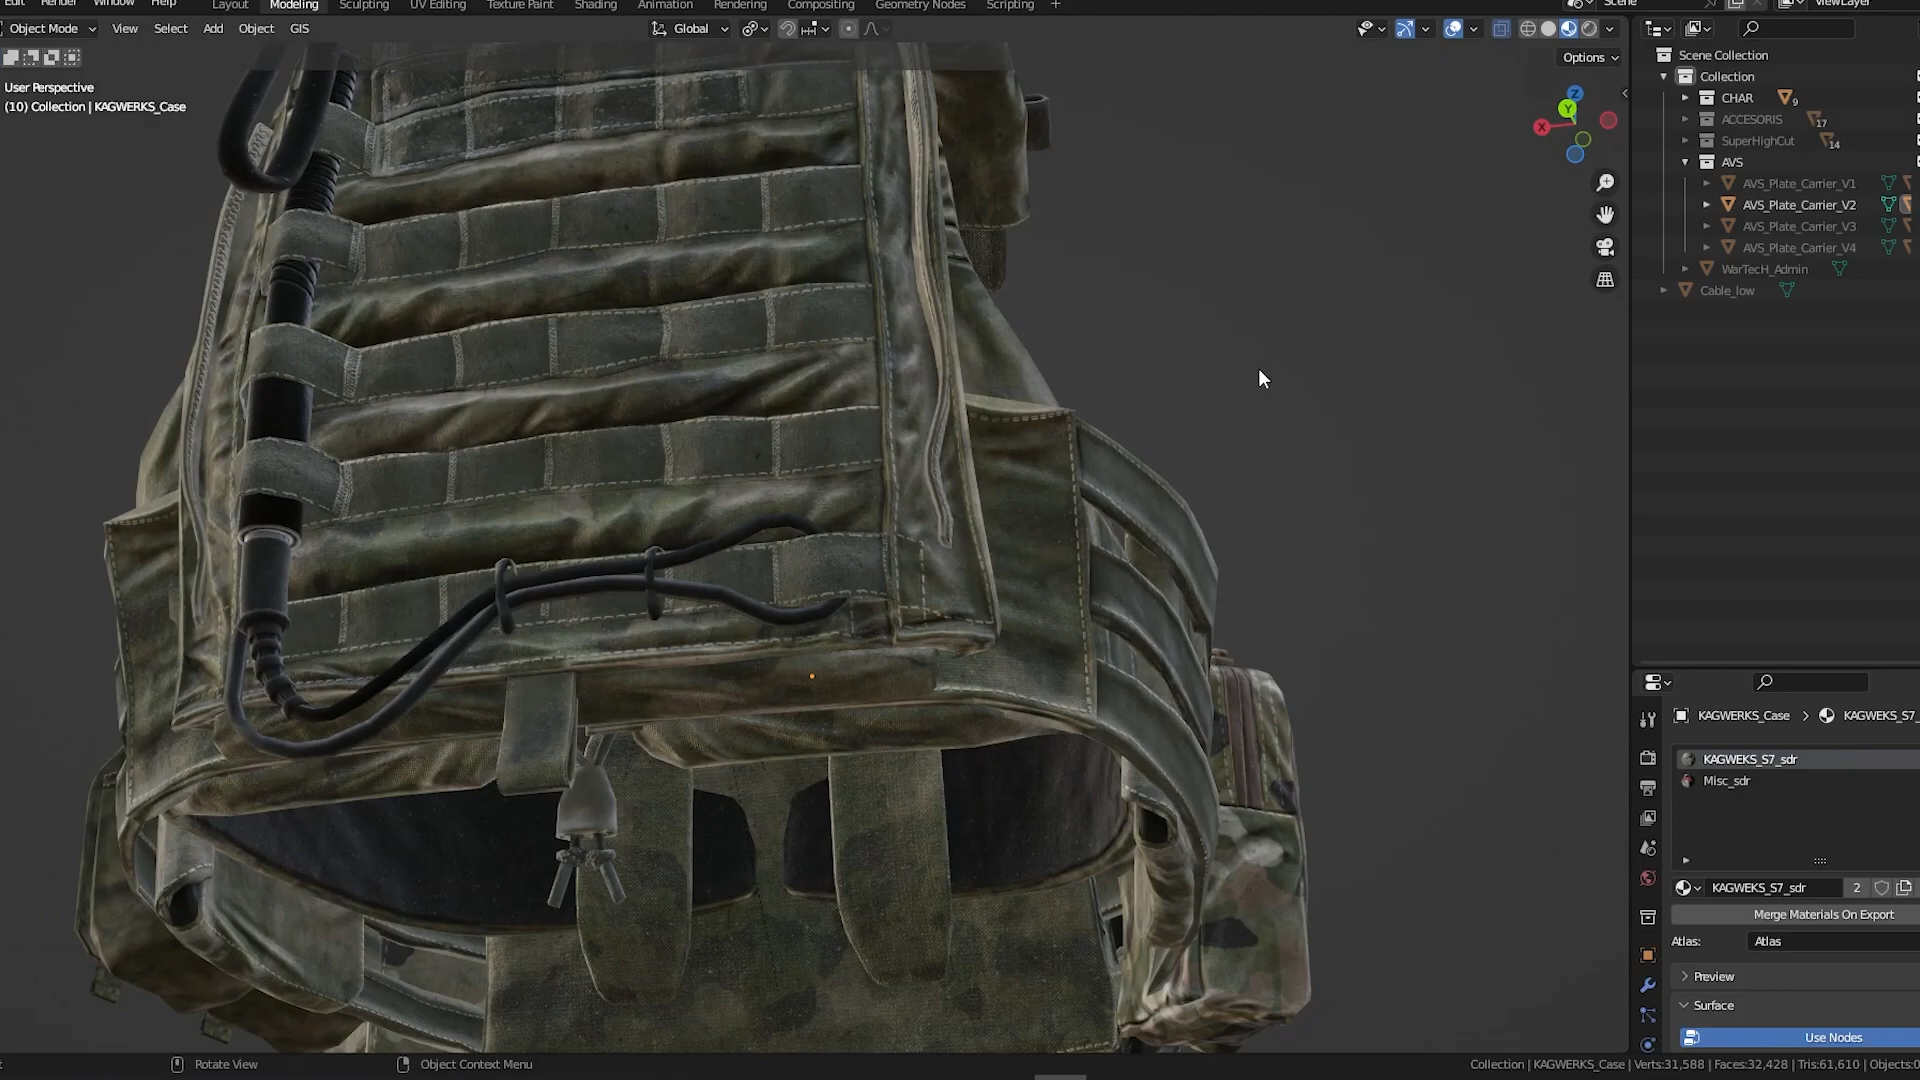 Edit Render Window Help Layout Modeling Sculpting UV Editing Texture Paint Shading Animation Rendering Compositing Geometry Nodes Scripting + Scene ViewLayer
Object Mode View Select Add Object GIS Global
Options
User Perspective
(10) Collection | KAGWERKS_Case
Z
Y
X
Scene Collection
Collection
CHAR 9
ACCESORIS 17
SuperHighCut 14
AVS
AVS_Plate_Carrier_V1
AVS_Plate_Carrier_V2
AVS_Plate_Carrier_V3
AVS_Plate_Carrier_V4
WarTecH_Admin
Cable_low
KAGWERKS_Case > KAGWEKS_S7_
KAGWEKS_S7_sdr
Misc_sdr
KAGWEKS_S7_sdr 2
Merge Materials On Export
Atlas: Atlas
Preview
Surface
Use Nodes
Rotate View Object Context Menu Collection | KAGWERKS_Case | Verts:31,588 | Faces:32,428 | Tris:61,610 | Objects:0